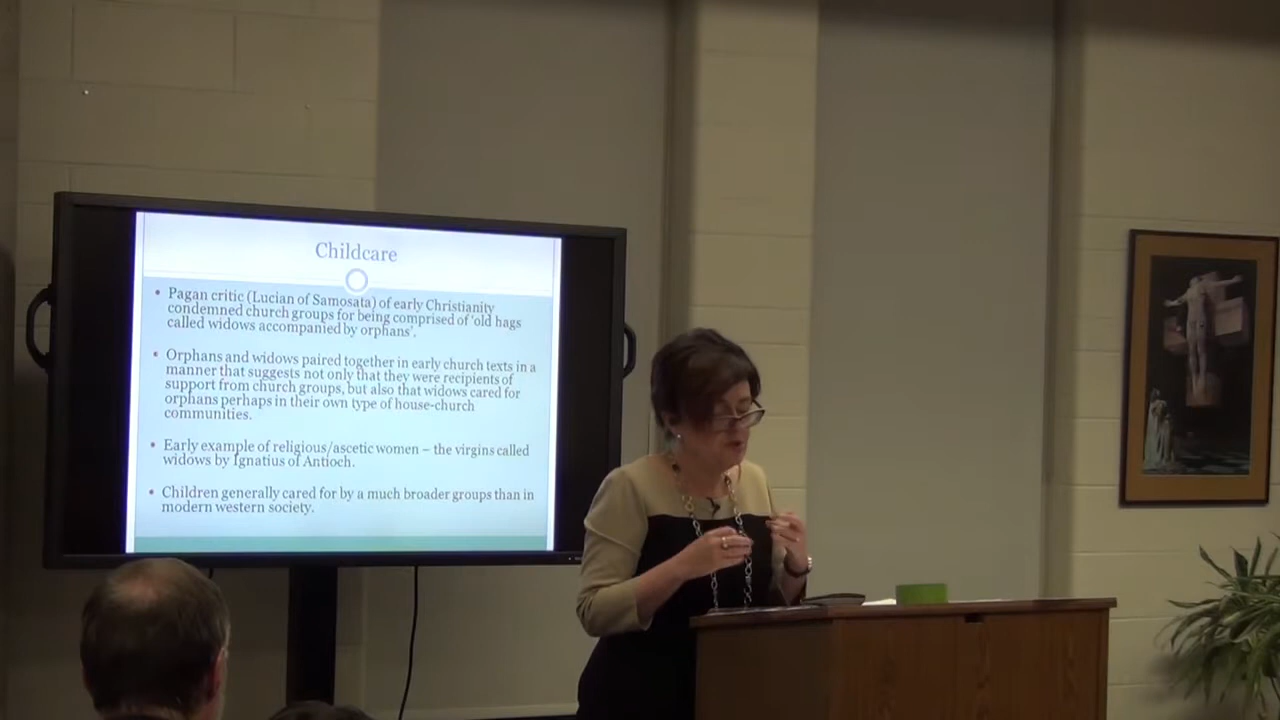 Childcare
• Pagan critic (Lucian of Samosata) of early Christianity
condemned church groups for being comprised of 'old hags
called widows accompanied by orphans'.
• Orphans and widows paired together in early church texts in a
manner that suggests not only that they were recipients of
support from church groups, but also that widows cared for
orphans perhaps in their own type of house-church
communities.
• Early example of religious/ascetic women – the virgins called
widows by Ignatius of Antioch.
• Children generally cared for by a much broader groups than in
modern western society.